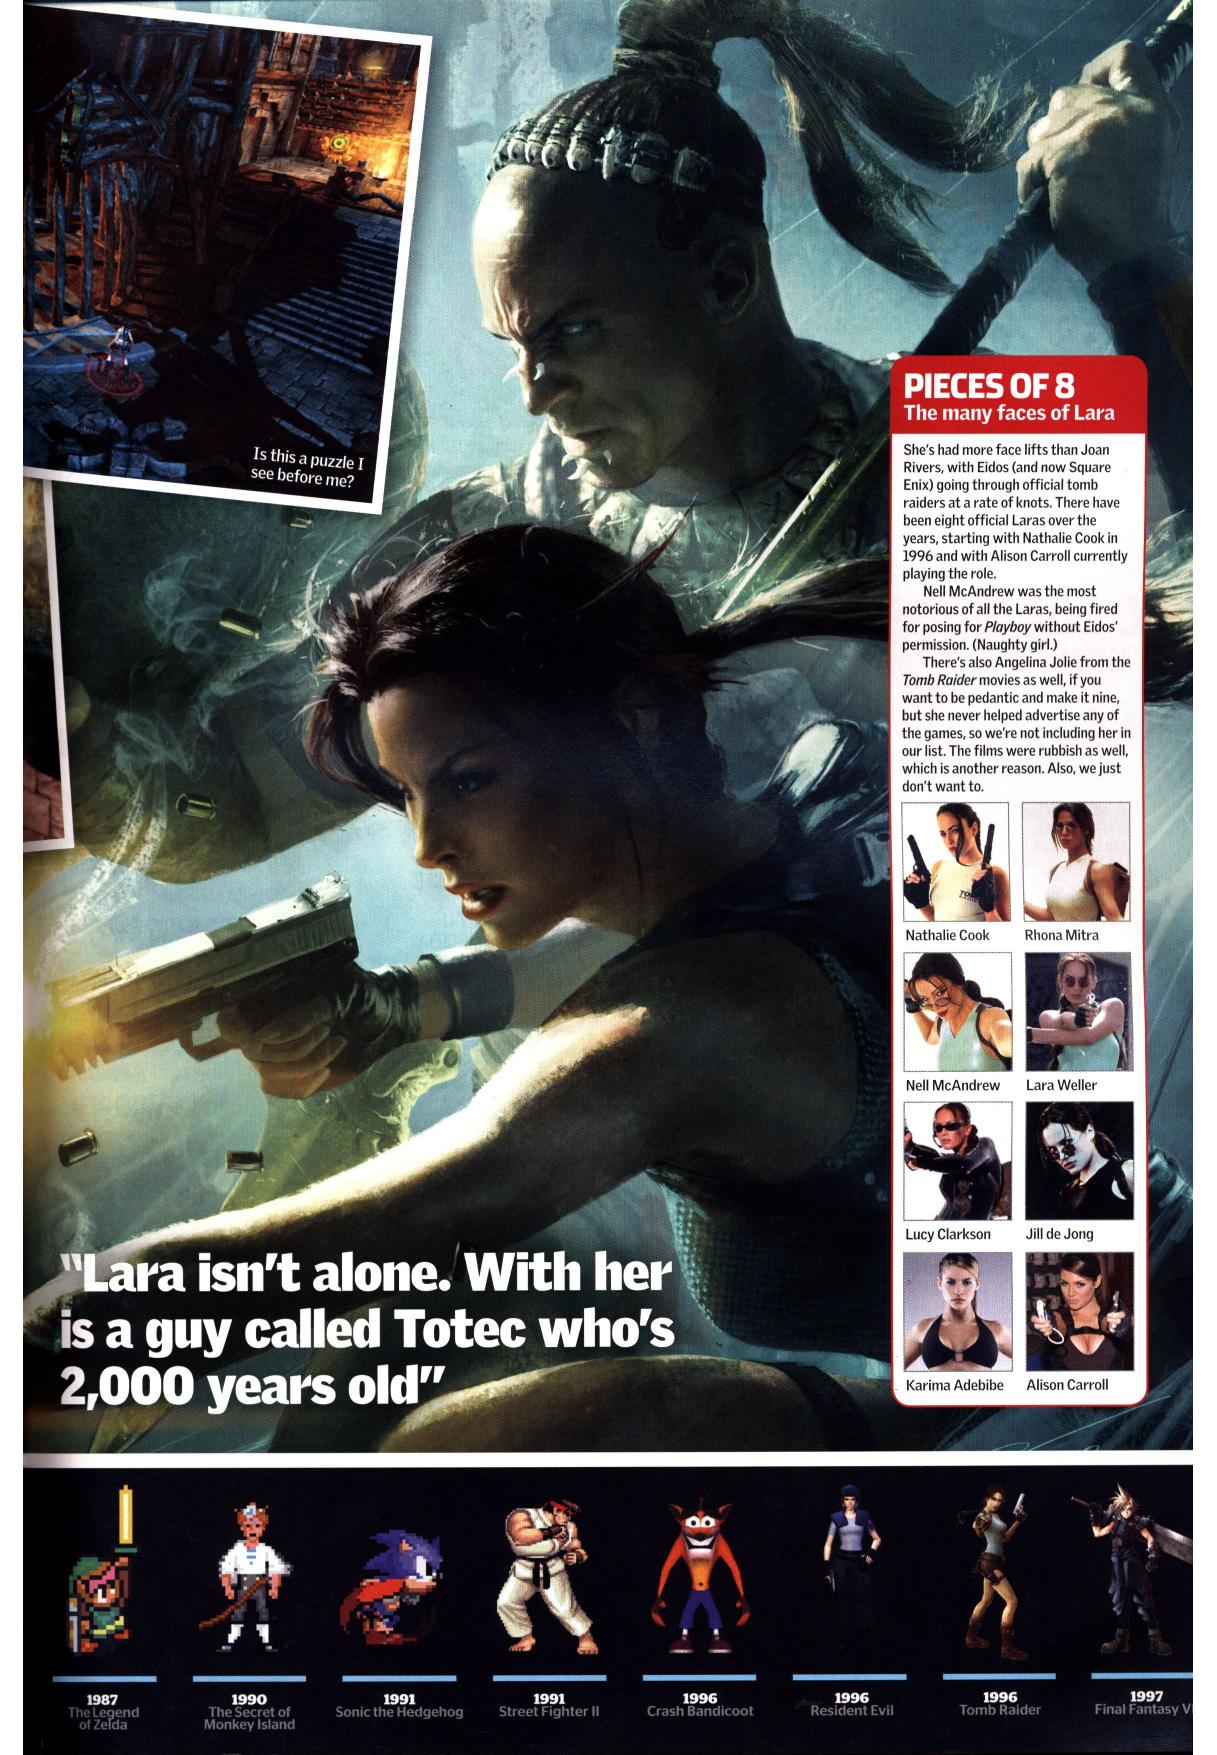 Is this a puzzle I
see before me?
PIECES OF 8
The many faces of Lara
She's had more face lifts than Joan
Rivers, with Eidos (and now Square
Enix) going through official tomb
raiders at a rate of knots. There have
been eight official Laras over the
years, starting with Nathalie Cook in
1996 and with Alison Carroll currently
playing the role.
Nell McAndrew was the most
notorious of all the Laras, being fired
for posing for Playboy without Eidos'
permission. (Naughty girl.)
There's also Angelina Jolie from the
Tomb Raider movies as well, if you
want to be pedantic and make it nine,
but she never helped advertise any of
the games, so we're not including her in
our list. The films were rubbish as well,
which is another reason. Also, we just
don't want to.
Nathalie Cook
Rhona Mitra
Nell McAndrew
Lara Weller
Lucy Clarkson
Jill de Jong
Karima Adebibe
Alison Carroll
"Lara isn't alone. With her
is a guy called Totec who's
2,000 years old"
1987
The Legend
of Zelda
1990
The Secret of
Monkey Island
1991
Sonic the Hedgehog
1991
Street Fighter II
1996
Crash Bandicoot
1996
Resident Evil
1996
Tomb Raider
1997
Final Fantasy